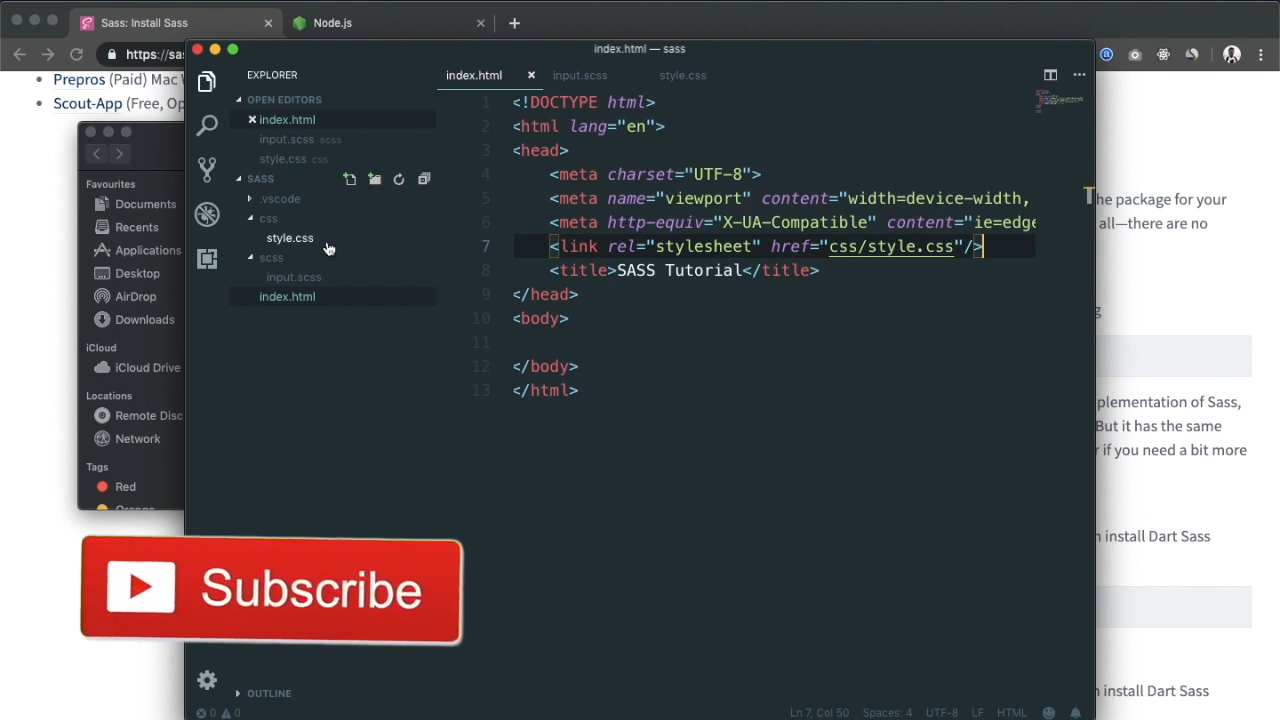 Sass: Install Sass
Node.js
https://sas
Prepros (Paid) Mac
Scout-App (Free, Op
index.html — sass
EXPLORER
OPEN EDITORS
index.html
input.scss scss
style.css css
SASS
.vscode
css
style.css
scss
input.scss
index.html
OUTLINE
index.html
input.scss
style.css
1 <!DOCTYPE html>
2 <html lang="en">
3 <head>
4 <meta charset="UTF-8">
5 <meta name="viewport" content="width=device-width,
6 <meta http-equiv="X-UA-Compatible" content="ie=edge
7 <link rel="stylesheet" href="css/style.css"/>
8 <title>SASS Tutorial</title>
9 </head>
10 <body>
11
12 </body>
13 </html>
Favourites
Documents
Recents
Applications
Desktop
AirDrop
Downloads
iCloud
iCloud Drive
Locations
Remote Disc
Network
Tags
Red
Orange
Subscribe
he package for your
all—there are no
g
plementation of Sass,
But it has the same
r if you need a bit more
n install Dart Sass
n install Dart Sass
0 0
Ln 7, Col 50 Spaces: 4 UTF-8 LF HTML